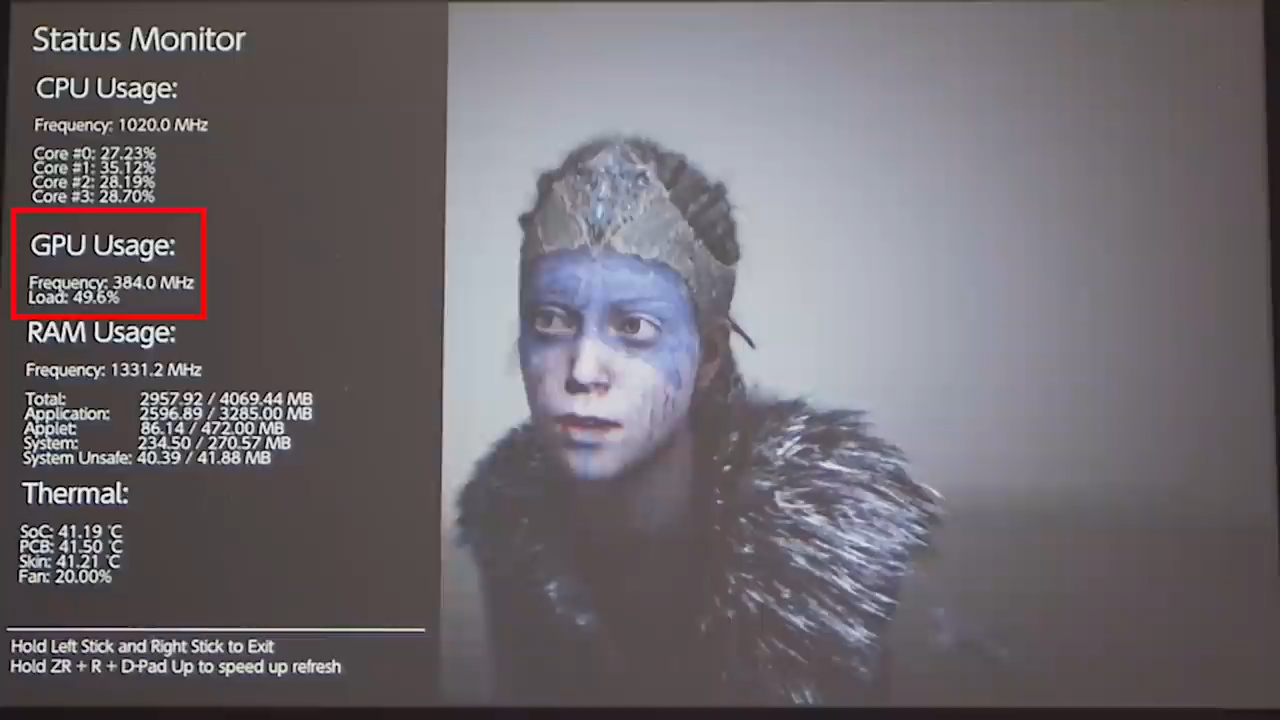 Status Monitor
CPU Usage:
Frequency: 1020.0 MHz
Core #0: 27.23%
Core #1: 35.12%
Core #2: 28.19%
Core #3: 28.70%
GPU Usage:
Frequency: 384.0 MHz
Load: 49.6%
RAM Usage:
Frequency: 1331.2 MHz
Total: 2957.92 / 4069.44 MB
Application: 2596.89 / 3285.00 MB
Applet: 86.14 / 472.00 MB
System: 234.50 / 270.57 MB
System Unsafe: 40.39 / 41.88 MB
Thermal:
SoC: 41.19 °C
PCB: 41.50 °C
Skin: 41.21 °C
Fan: 20.00%
Hold Left Stick and Right Stick to Exit
Hold ZR + R + D-Pad Up to speed up refresh